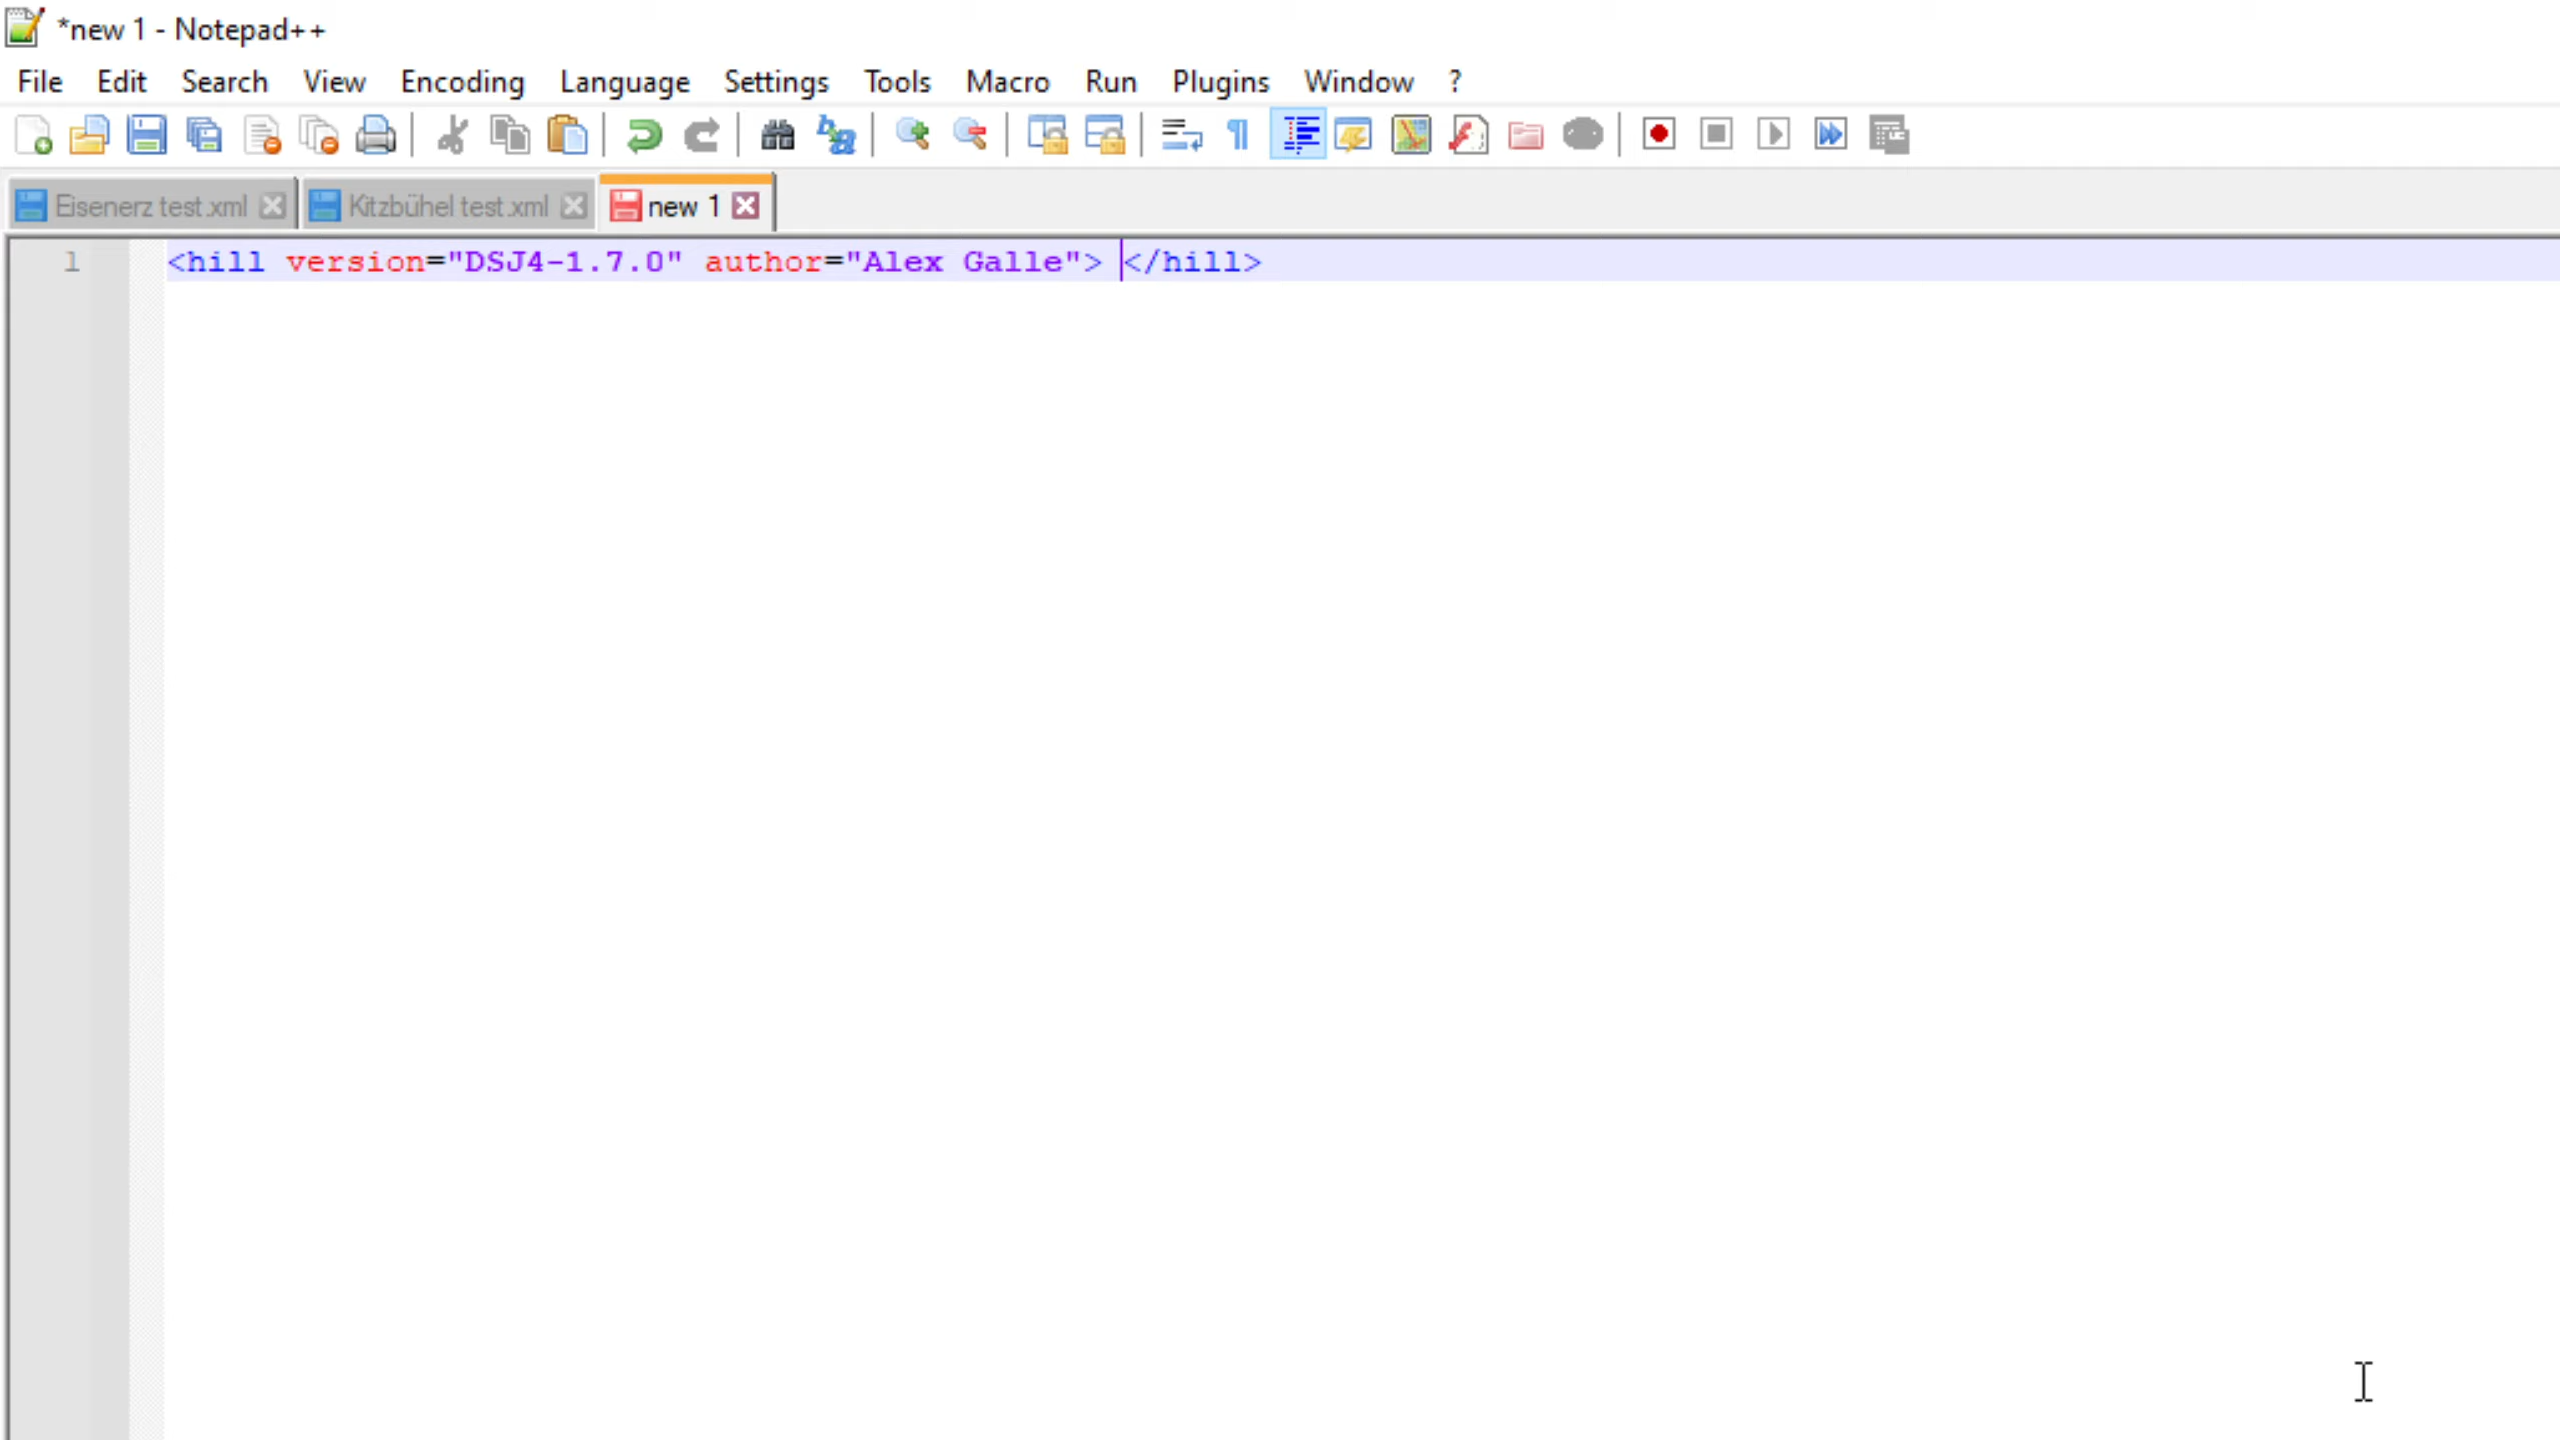 *new 1 - Notepad++
File Edit Search View Encoding Language Settings Tools Macro Run Plugins Window ?
Eisenerz test.xml Kitzbühel test.xml new 1
1 <hill version="DSJ4-1.7.0" author="Alex Galle"> </hill>